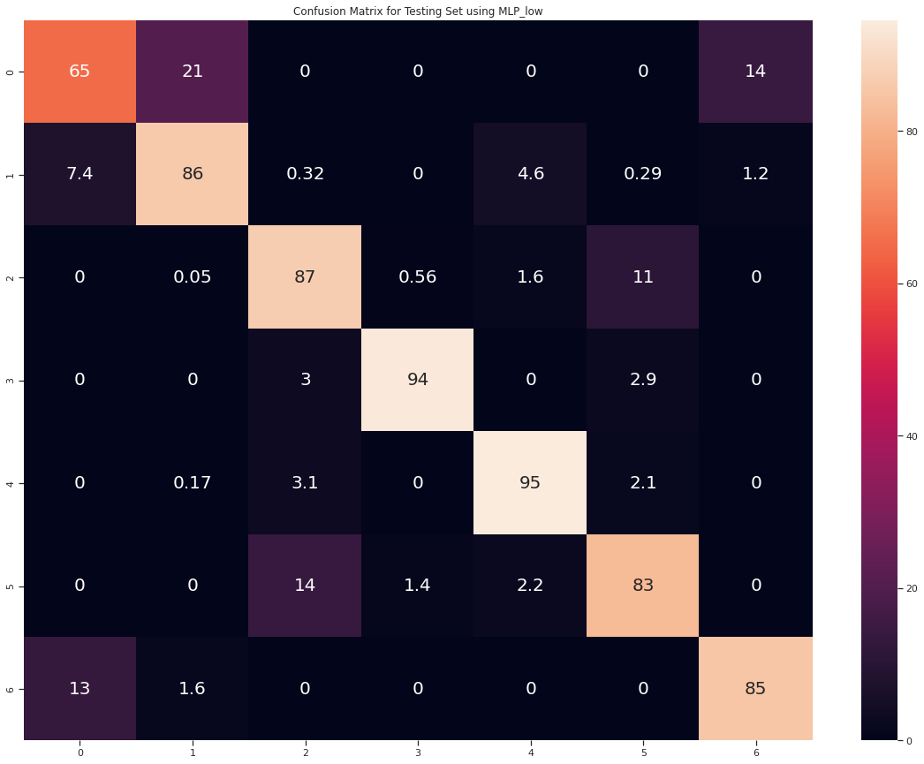 Confusion Matrix for Testing Set using MLP_low
0 65 21 0 0 0 0 14
1 7.4 86 0.32 0 4.6 0.29 1.2
2 0 0.05 87 0.56 1.6 11 0
3 0 0 3 94 0 2.9 0
4 0 0.17 3.1 0 95 2.1 0
5 0 0 14 1.4 2.2 83 0
6 13 1.6 0 0 0 0 85
0 1 2 3 4 5 6
80
60
40
20
0